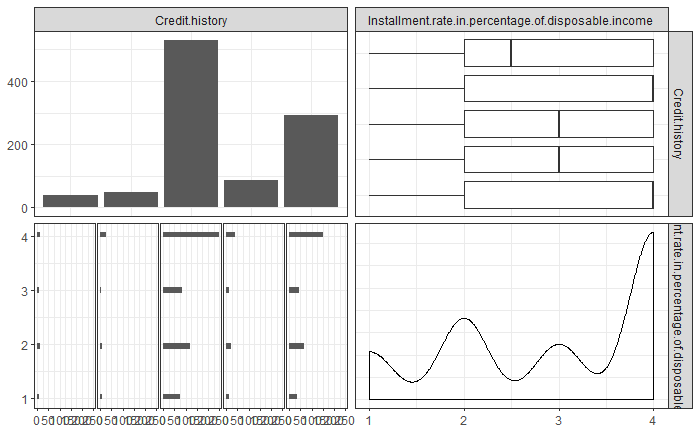 Credit.history
Installment.rate.in.percentage.of.disposable.income
400
200
0
Credit.history
4
3
2
1
nt.rate.in.percentage.of.disposable
1 2 3 4